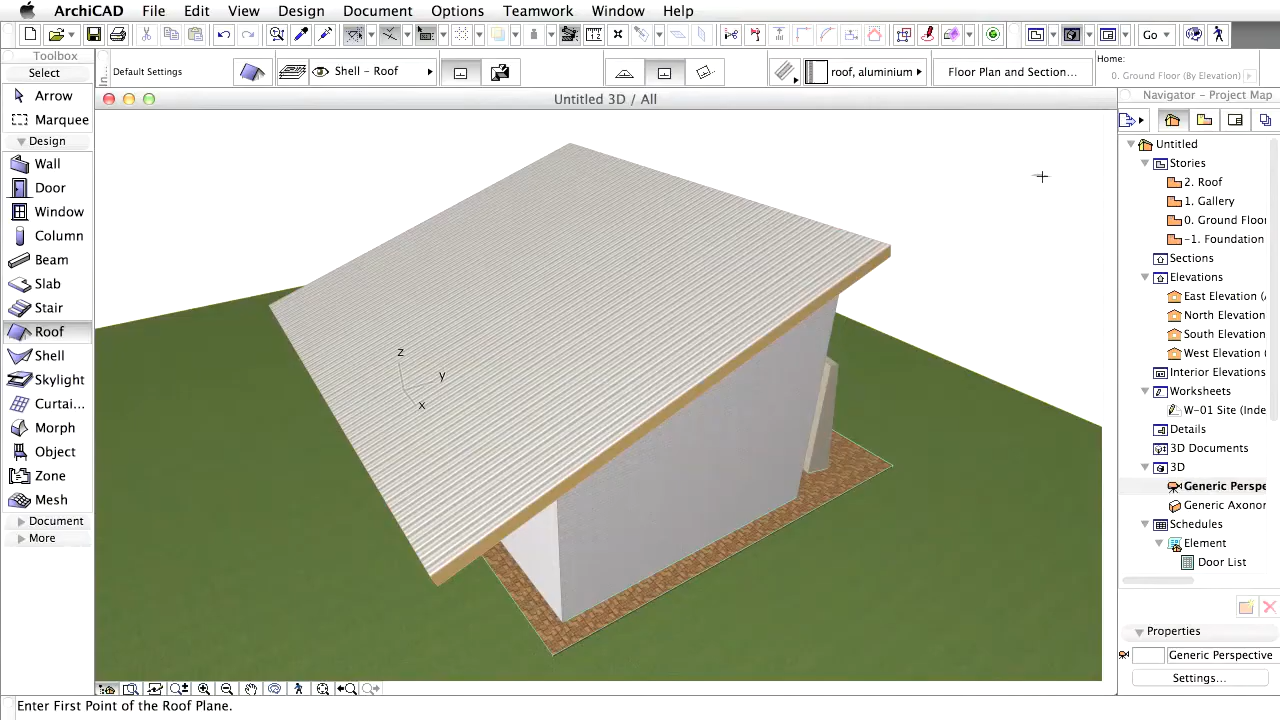 ArchiCAD File Edit View Design Document Options Teamwork Window Help
Go
Toolbox
Select
Arrow
Marquee
Design
Wall
Door
Window
Column
Beam
Slab
Stair
Roof
Shell
Skylight
Curtai...
Morph
Object
Zone
Mesh
Document
More
Default Settings
Shell - Roof
roof, aluminium
Floor Plan and Section...
Home:
0. Ground Floor (By Elevation)
Untitled 3D / All
z
y
x
Navigator - Project Map
Untitled
Stories
2. Roof
1. Gallery
0. Ground Floo
-1. Foundation
Sections
Elevations
East Elevation (
North Elevation
South Elevation
West Elevation
Interior Elevations
Worksheets
W-01 Site (Inde
Details
3D Documents
3D
Generic Perspe
Generic Axonor
Schedules
Element
Door List
Properties
Generic Perspective
Settings...
Enter First Point of the Roof Plane.